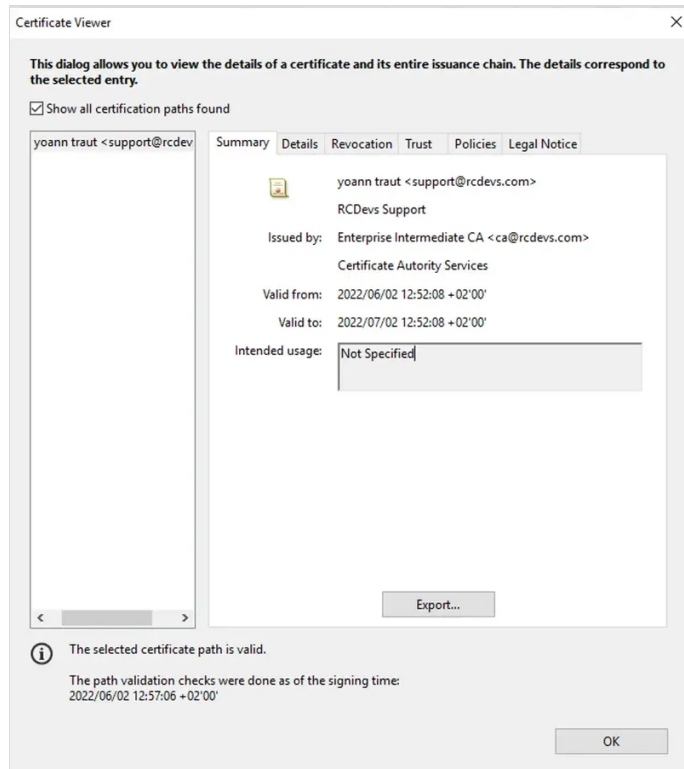 Certificate Viewer
This dialog allows you to view the details of a certificate and its entire issuance chain. The details correspond to
the selected entry.
Show all certification paths found
yoann traut <support@rcdev
Summary Details Revocation Trust Policies Legal Notice
yoann traut <support@rcdevs.com>
RCDevs Support
Issued by: Enterprise Intermediate CA <ca@rcdevs.com>
Certificate Autority Services
Valid from: 2022/06/02 12:52:08 +02'00'
Valid to: 2022/07/02 12:52:08 +02'00'
Intended usage: Not Specified
Export...
The selected certificate path is valid.
The path validation checks were done as of the signing time:
2022/06/02 12:57:06 +02'00'
OK